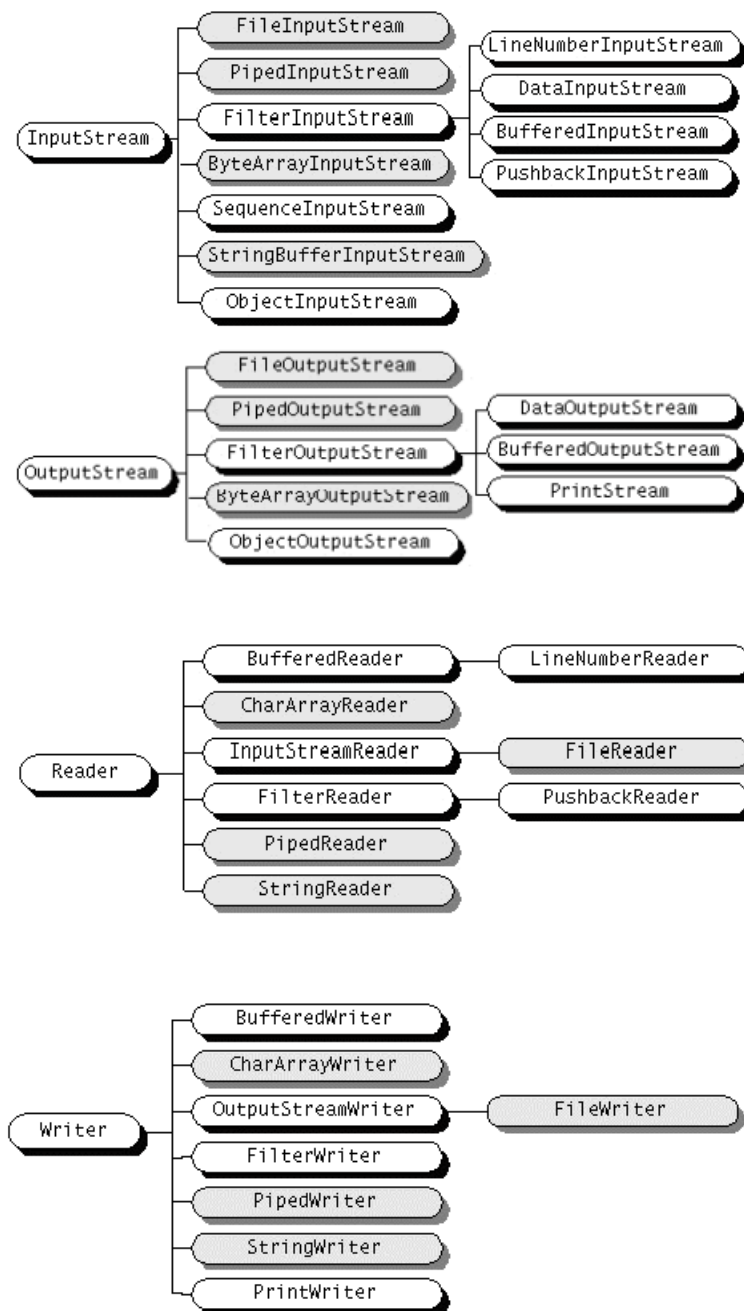 FileInputStream
LineNumberInputStream
PipedInputStream
DataInputStream
FilterInputStream
InputStream
BufferedInputStream
ByteArrayInputStream
PushbackInputStream
SequenceInputStream
StringBufferInputStream
ObjectInputStream
FileOutputStream
PipedOutputStream
DataOutputStream
FilterOutputStream
BufferedOutputStream
OutputStream
ByteArrayOutputStream
PrintStream
ObjectOutputStream
BufferedReader
LineNumberReader
CharArrayReader
InputStreamReader
FileReader
Reader
FilterReader
PushbackReader
PipedReader
StringReader
BufferedWriter
CharArrayWriter
OutputStreamWriter
FileWriter
Writer
FilterWriter
PipedWriter
StringWriter
PrintWriter